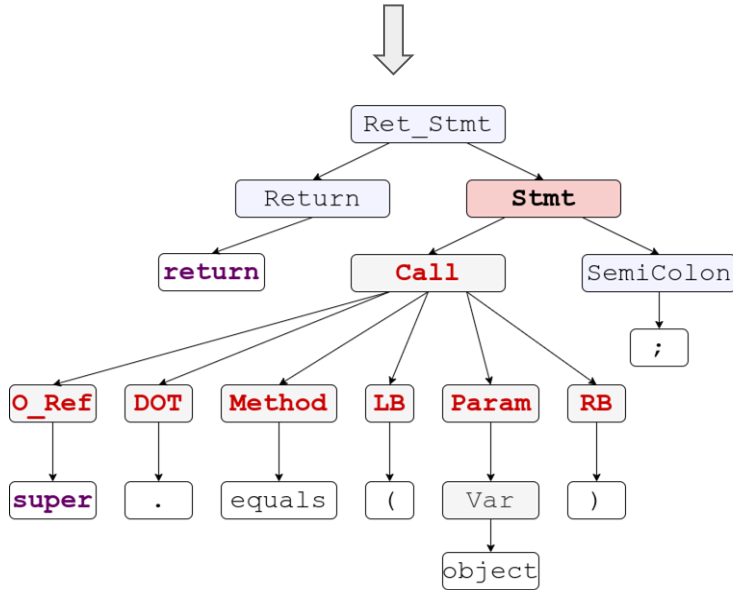 Ret_Stmt
Return Stmt
return Call SemiColon
;
O_Ref DOT Method LB Param RB
super . equals ( Var )
object